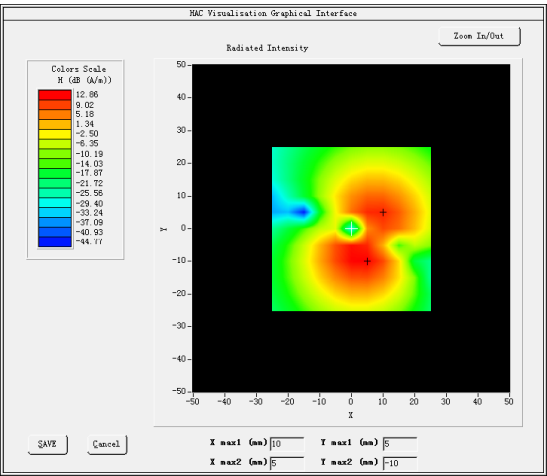 HAC Visualisation Graphical Interface
Zoom In/Out
Radiated Intensity
Colors Scale
H (dB (A/m))
12.86
9.02
5.18
1.34
-2.50
-6.35
-10.19
-14.03
-17.87
-21.72
-25.56
-29.40
-33.24
-37.09
-40.93
-44.77
50
40
30
20
10
0
-10
-20
-30
-40
-50
Y
-50 -40 -30 -20 -10 0 10 20 30 40 50
X
SAVE Cancel
X max1 (mm) 10 Y max1 (mm) 5
X max2 (mm) 5 Y max2 (mm) -10